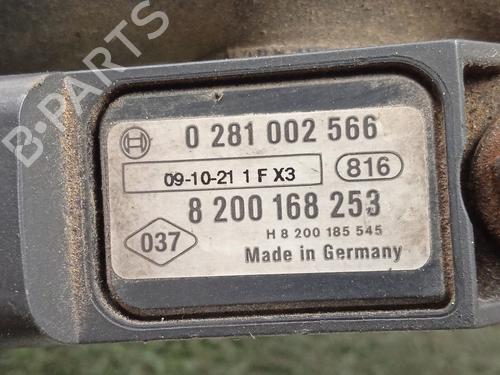 0 281 002 566
09-10-21 1 F X3
816
8 200 168 253
037
H 8 200 185 545
Made in Germany
B-PARTS